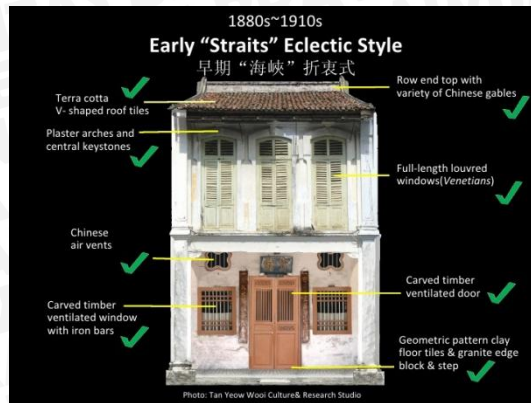 1880s~1910s
Early “Straits” Eclectic Style
早期“海峽”折衷式
Terra cotta
V- shaped roof tiles
Row end top with
variety of Chinese gables
Plaster arches and
central keystones
Full-length louvred
windows(Venetians)
Chinese
air vents
Carved timber
ventilated door
Carved timber
ventilated window
with iron bars
Geometric pattern clay
floor tiles & granite edge
block & step
Photo: Tan Yeow Wooi Culture& Research Studio